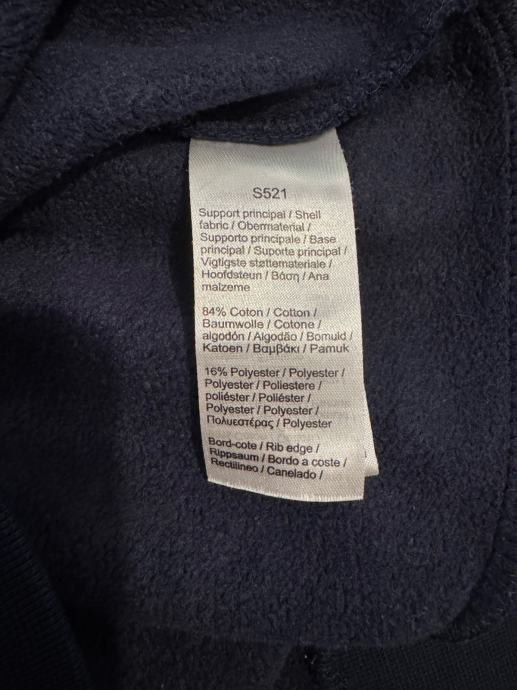 S521
Support principal / Shell
fabric / Obermaterial /
Supporto principale / Base
principal / Suporte principal /
Vigtigste støttemateriale /
Hoofdsteun / Βάση / Ana
malzeme
84% Coton / Cotton /
Baumwolle / Cotone /
algodón / Algodão / Bomuld /
Katoen / Βαμβάκι / Pamuk
16% Polyester / Polyester /
Polyester / Poliestere /
poliéster / Poliéster /
Polyester / Polyester /
Πολυεστέρας / Polyester
Bord-cote / Rib edge /
Rippsaum / Bordo a coste /
Rectilineo / Canelado /